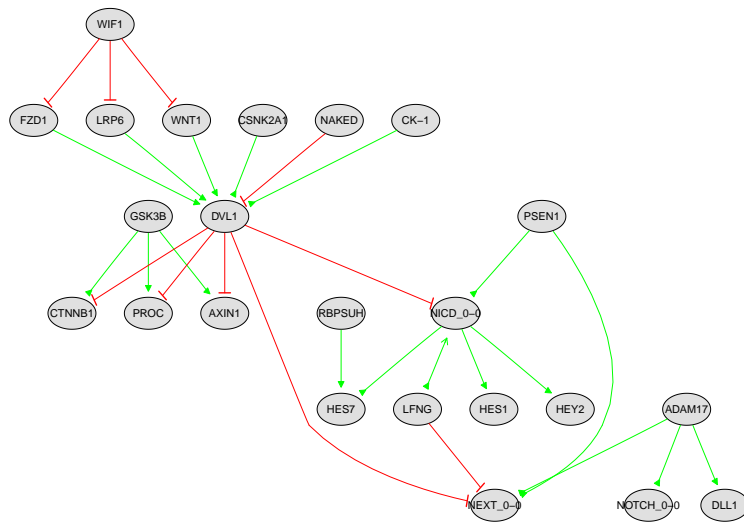 WIF1
FZD1
LRP6
WNT1
CSNK2A1
NAKED
CK-1
GSK3B
DVL1
PSEN1
CTNNB1
PROC
AXIN1
RBPSUH
NICD_0-0
HES7
LFNG
HES1
HEY2
ADAM17
NEXT_0-0
NOTCH_0-0
DLL1